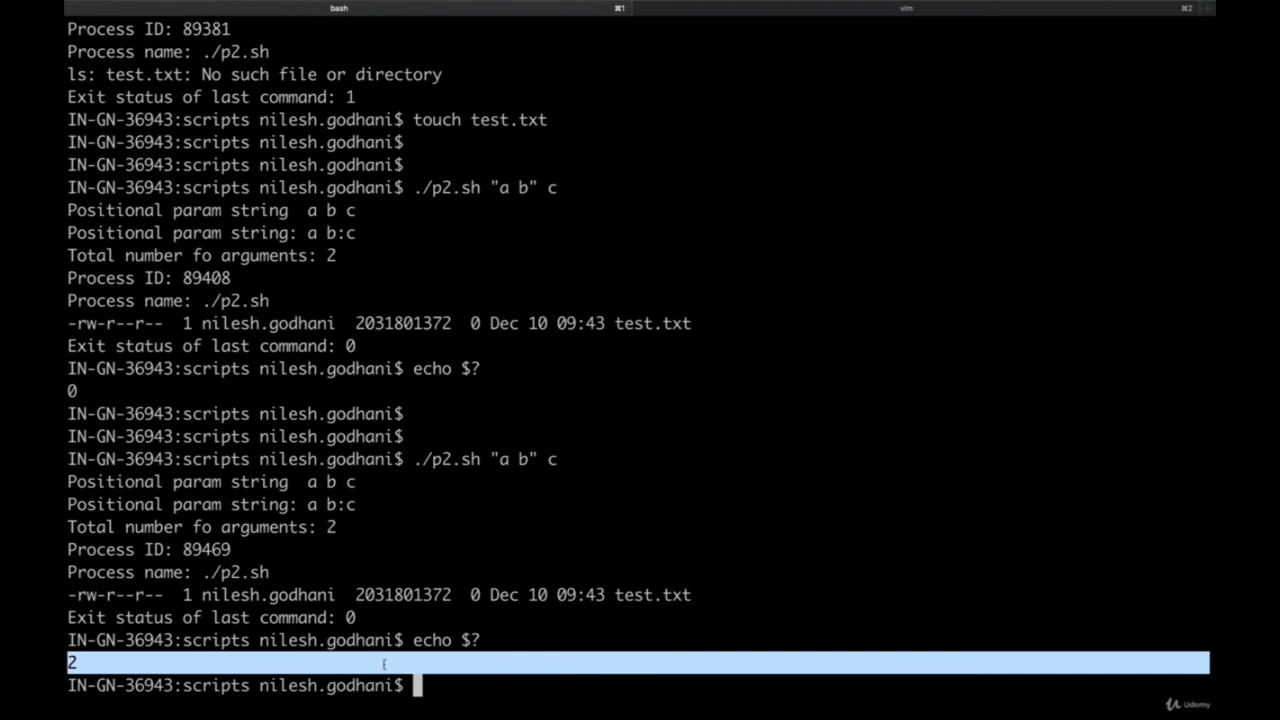 bash ⌘1 vim ⌘2 +
Process ID: 89381
Process name: ./p2.sh
ls: test.txt: No such file or directory
Exit status of last command: 1
IN-GN-36943:scripts nilesh.godhani$ touch test.txt
IN-GN-36943:scripts nilesh.godhani$
IN-GN-36943:scripts nilesh.godhani$
IN-GN-36943:scripts nilesh.godhani$ ./p2.sh "a b" c
Positional param string  a b c
Positional param string: a b:c
Total number fo arguments: 2
Process ID: 89408
Process name: ./p2.sh
-rw-r--r--  1 nilesh.godhani  2031801372  0 Dec 10 09:43 test.txt
Exit status of last command: 0
IN-GN-36943:scripts nilesh.godhani$ echo $?
0
IN-GN-36943:scripts nilesh.godhani$
IN-GN-36943:scripts nilesh.godhani$
IN-GN-36943:scripts nilesh.godhani$ ./p2.sh "a b" c
Positional param string  a b c
Positional param string: a b:c
Total number fo arguments: 2
Process ID: 89469
Process name: ./p2.sh
-rw-r--r--  1 nilesh.godhani  2031801372  0 Dec 10 09:43 test.txt
Exit status of last command: 0
IN-GN-36943:scripts nilesh.godhani$ echo $?
2
IN-GN-36943:scripts nilesh.godhani$
Udemy